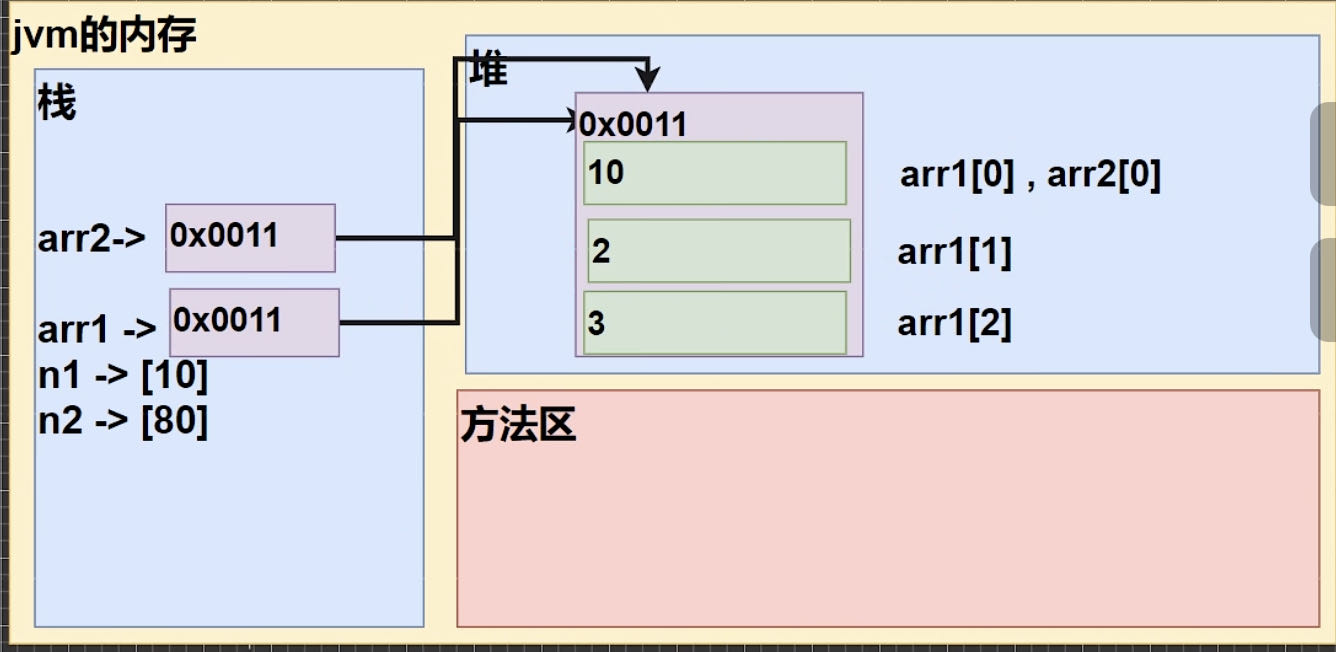 jvm的内存
栈
arr2-> 0x0011
arr1 -> 0x0011
n1 -> [10]
n2 -> [80]
堆
0x0011
10 arr1[0] , arr2[0]
2 arr1[1]
3 arr1[2]
方法区